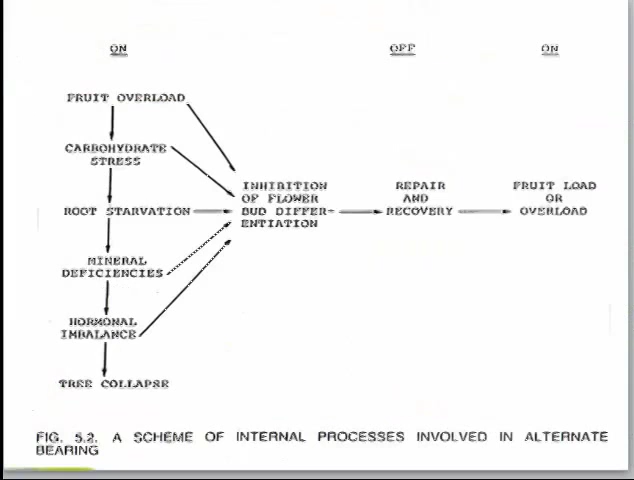 ON OFF ON
FRUIT OVERLOAD
CARBOHYDRATE
STRESS
ROOT STARVATION
MINERAL
DEFICIENCIES
HORMONAL
IMBALANCE
TREE COLLAPSE
INHIBITION
OF FLOWER
BUD DIFFER-
ENTIATION
REPAIR
AND
RECOVERY
FRUIT LOAD
OR
OVERLOAD
FIG. 5.2. A SCHEME OF INTERNAL PROCESSES INVOLVED IN ALTERNATE
BEARING